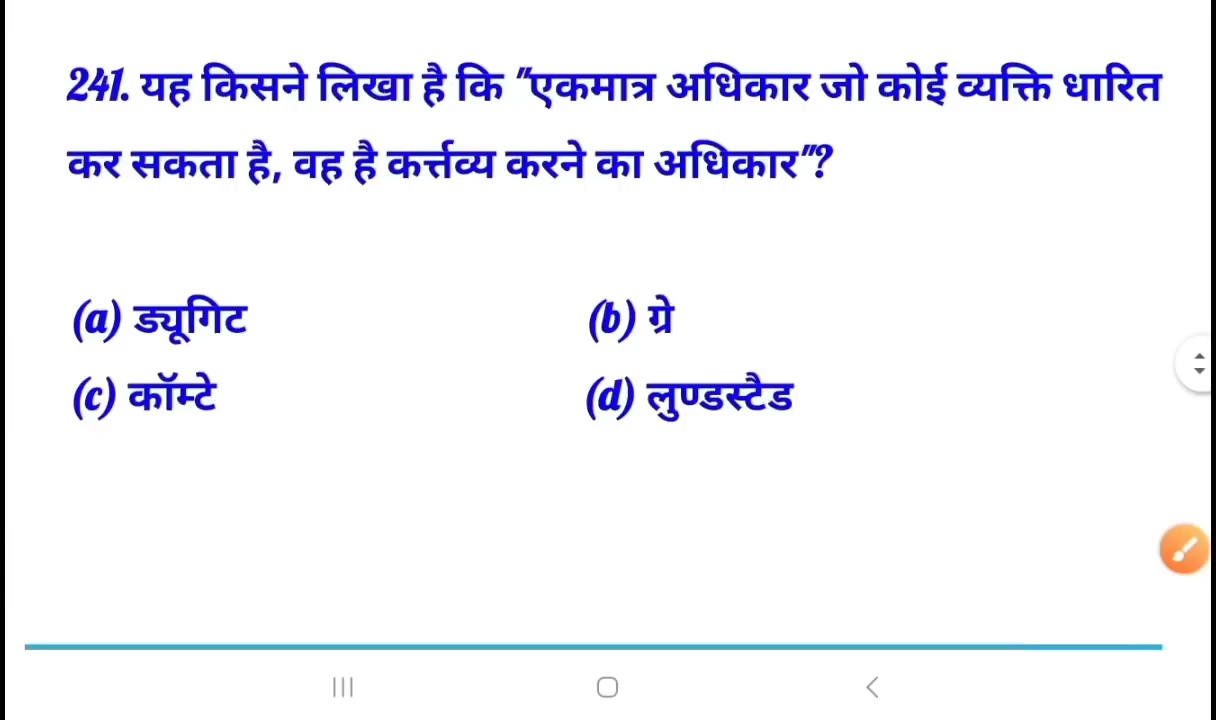 241. यह किसने लिखा है कि "एकमात्र अधिकार जो कोई व्यक्ति धारित
कर सकता है, वह है कर्त्तव्य करने का अधिकार"?
(a) ड्यूगिट (b) ग्रे
(c) कॉम्टे (d) लुण्डस्टैड